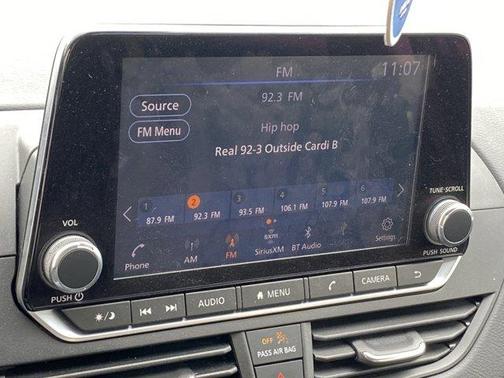 FM 11:07
Source 92.3 FM
FM Menu Hip hop
Real 92-3 Outside Cardi B
1 2 3 4 5 6
87.9 FM 92.3 FM 93.5 FM 106.1 FM 107.9 FM 107.9 FM
Phone AM FM SiriusXM BT Audio Settings
sxm
VOL
PUSH
TUNE·SCROLL
PUSH SOUND
AUDIO MENU CAMERA
OFF
PASS AIR BAG